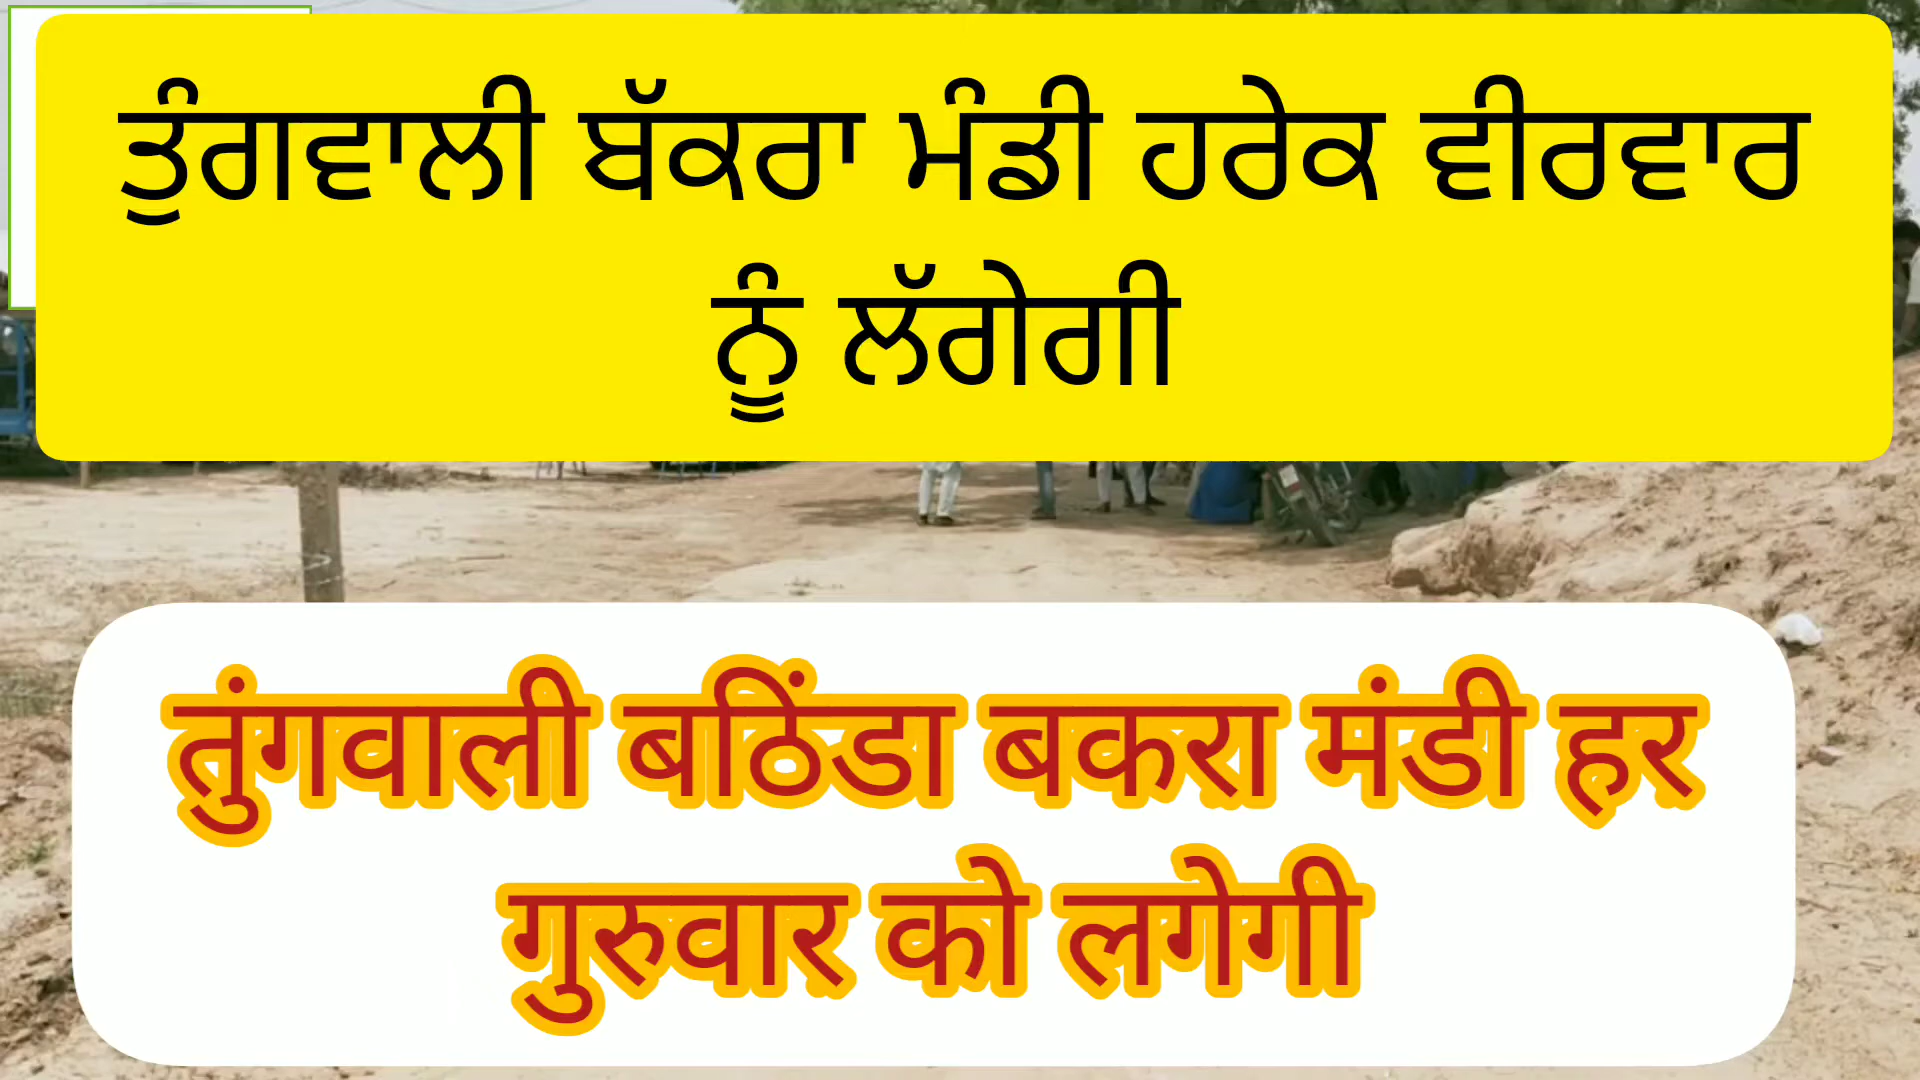 ਤੁੰਗਵਾਲੀ ਬੱਕਰਾ ਮੰਡੀ ਹਰੇਕ ਵੀਰਵਾਰ
ਨੂੰ ਲੱਗੇਗੀ
तुंगवाली बठिंडा बकरा मंडी हर
गुरुवार को लगेगी